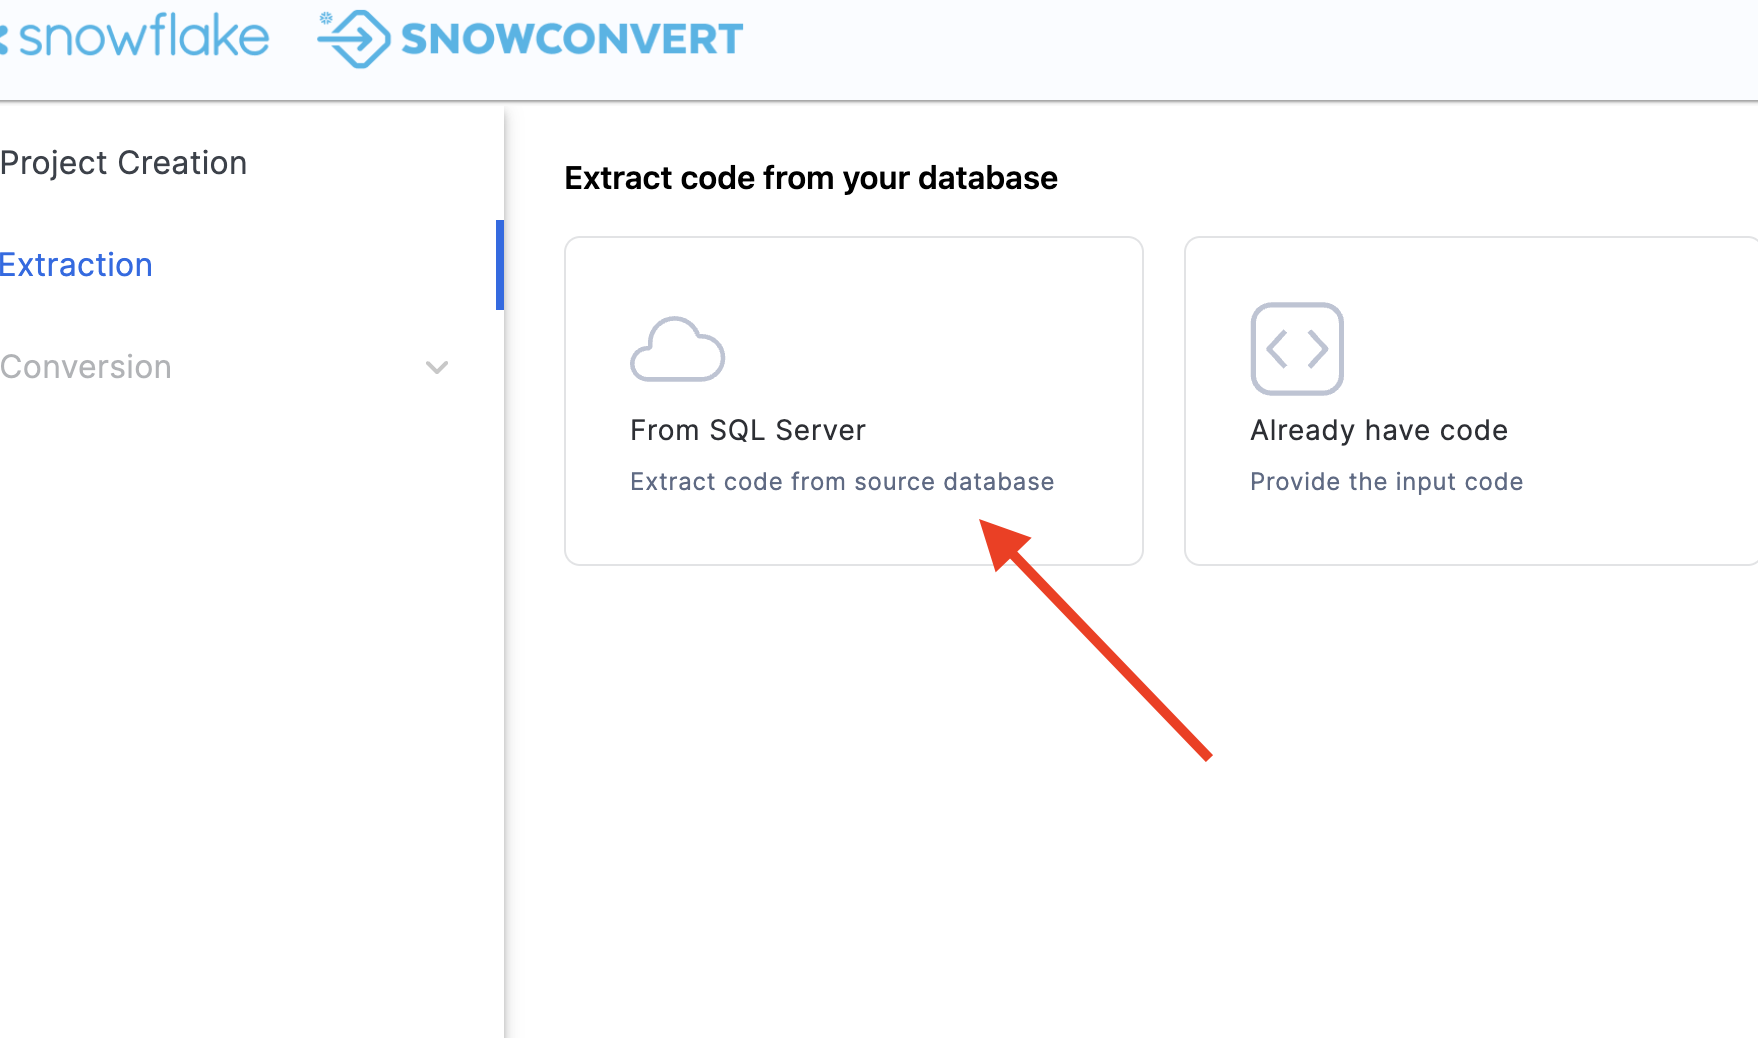 snowflake SNOWCONVERT
Project Creation
Extraction
Conversion
Extract code from your database
From SQL Server
Extract code from source database
Already have code
Provide the input code